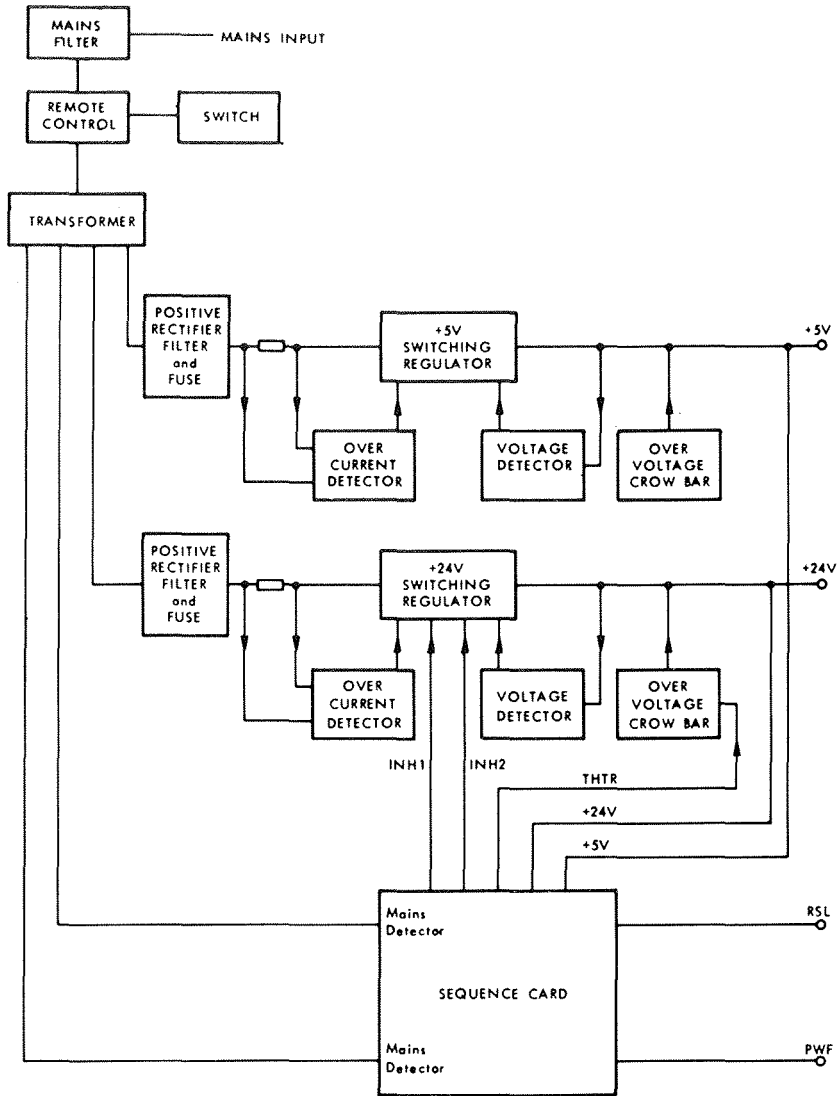 MAINS
FILTER
MAINS INPUT
REMOTE
CONTROL
SWITCH
TRANSFORMER
POSITIVE
RECTIFIER
FILTER
and
FUSE
+5V
SWITCHING
REGULATOR
+5V
OVER
CURRENT
DETECTOR
VOLTAGE
DETECTOR
OVER
VOLTAGE
CROW BAR
POSITIVE
RECTIFIER
FILTER
and
FUSE
+24V
SWITCHING
REGULATOR
+24V
OVER
CURRENT
DETECTOR
VOLTAGE
DETECTOR
OVER
VOLTAGE
CROW BAR
INH1
INH2
THTR
+24V
+5V
Mains
Detector
RSL
SEQUENCE CARD
Mains
Detector
PWF